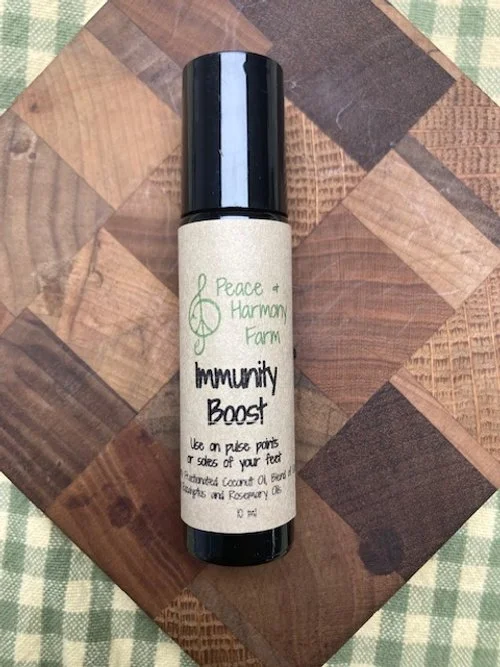 Peace +
Harmony
Farm
Immunity
Boost
Use on pulse points
or soles of your feet
Fractionated Coconut Oil, Blend of
Eucalyptus and Rosemary Oils
10 ml